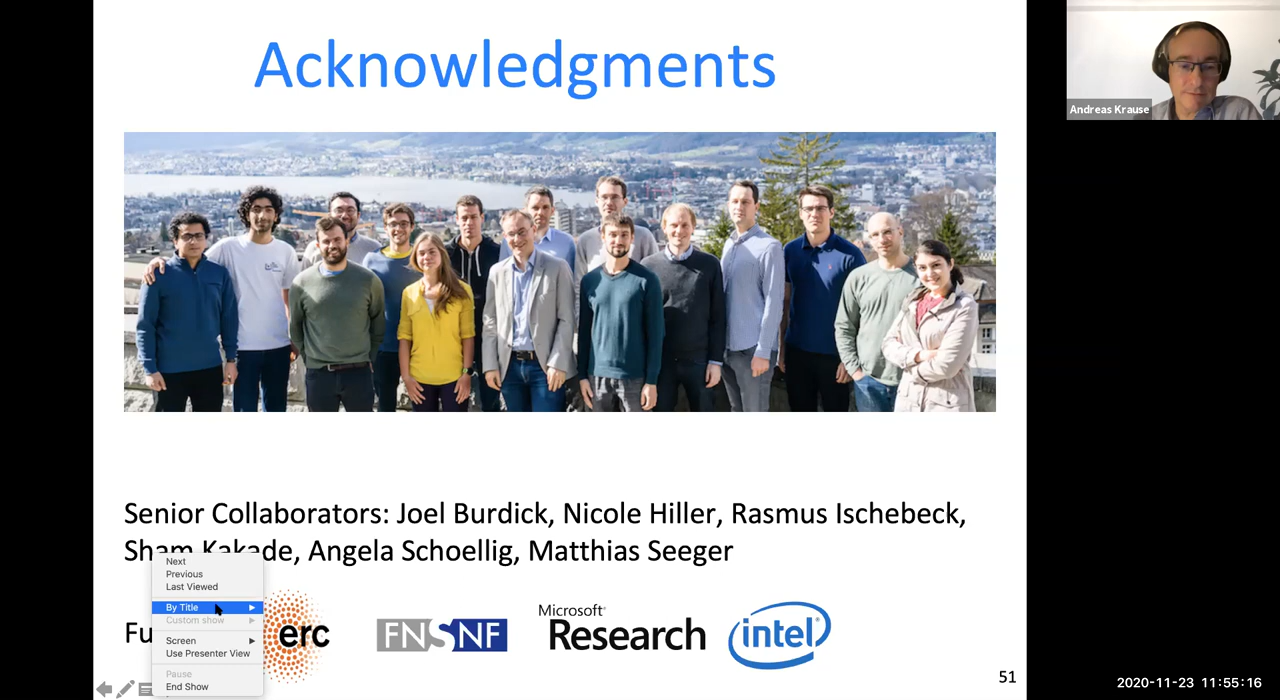 Acknowledgments
Andreas Krause
Senior Collaborators: Joel Burdick, Nicole Hiller, Rasmus Ischebeck,
Sham Kakade, Angela Schoellig, Matthias Seeger
Next
Previous
Last Viewed
By Title
Custom show
Screen
Use Presenter View
Pause
End Show
Fu
erc
FNSNF
Microsoft
Research
intel
51
2020-11-23 11:55:16